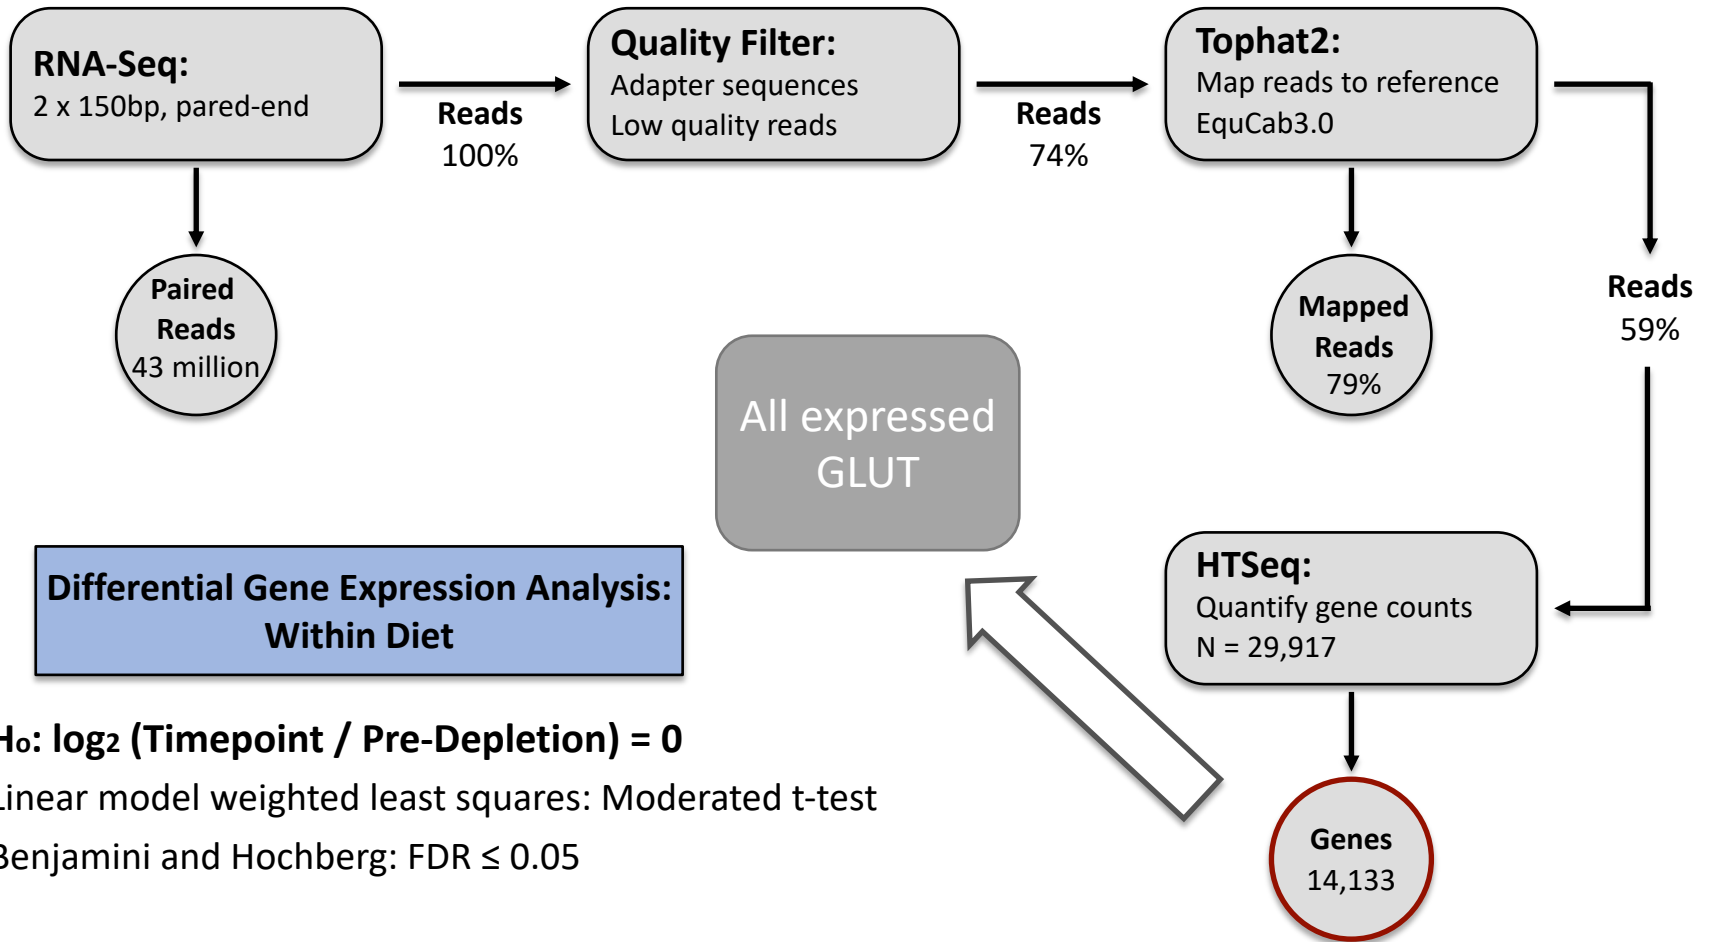 RNA-Seq:
2 x 150bp, pared-end
Reads
100%
Quality Filter:
Adapter sequences
Low quality reads
Reads
74%
Tophat2:
Map reads to reference
EquCab3.0
Paired
Reads
43 million
Mapped
Reads
79%
Reads
59%
All expressed
GLUT
HTSeq:
Quantify gene counts
N = 29,917
Genes
14,133
Differential Gene Expression Analysis:
Within Diet
H₀: log₂ (Timepoint / Pre-Depletion) = 0
Linear model weighted least squares: Moderated t-test
Benjamini and Hochberg: FDR ≤ 0.05